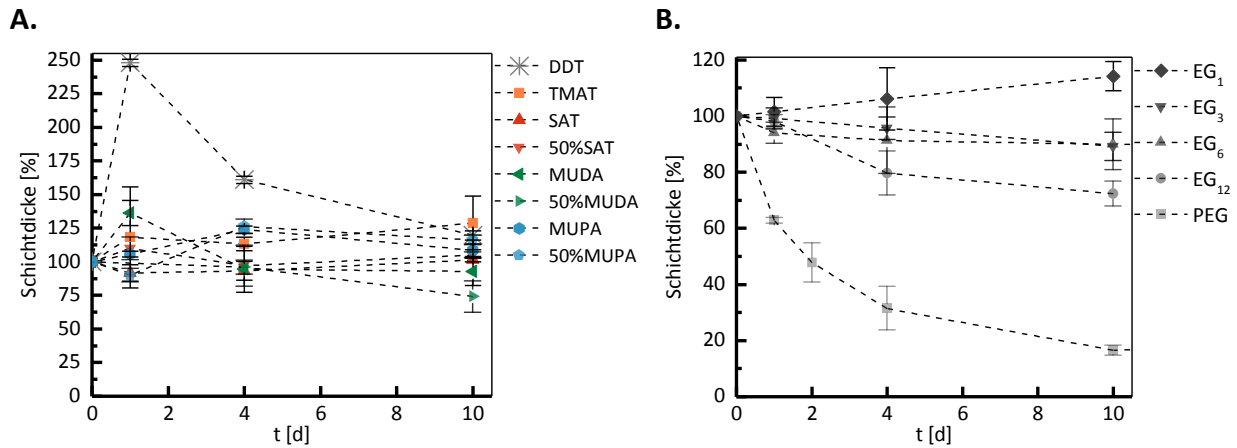 A.
250
225
200
175
150
125
100
75
50
25
0
Schichtdicke [%]
0 2 4 6 8 10
t [d]
DDT
TMAT
SAT
50%SAT
MUDA
50%MUDA
MUPA
50%MUPA
B.
120
100
80
60
40
20
0
Schichtdicke [%]
0 2 4 6 8 10
t [d]
EG₁
EG₃
EG₆
EG₁₂
PEG